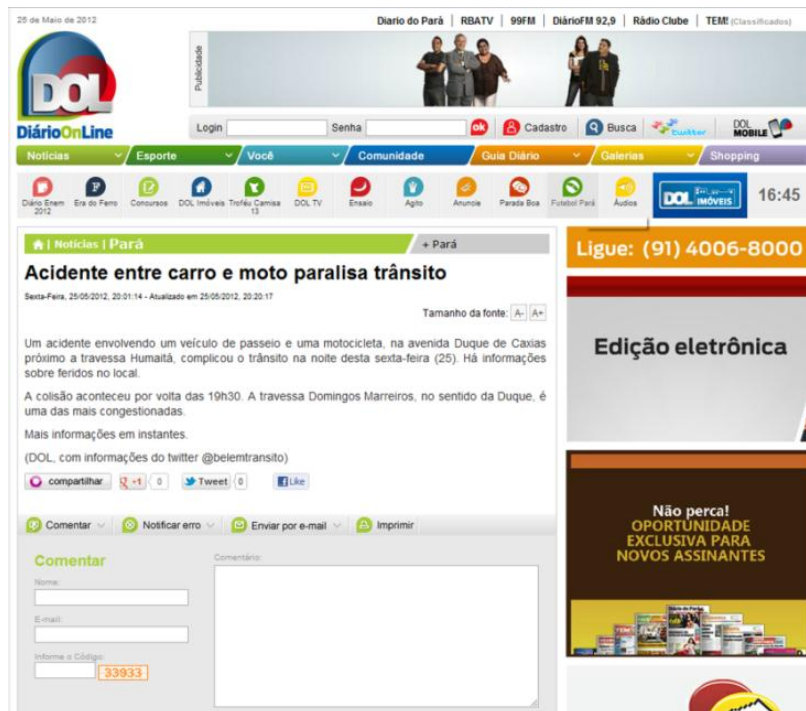 25 de Maio de 2012
Diario do Pará | RBATV | 99FM | DiárioFM 92,9 | Rádio Clube | TEM! (Classificados)
Publicidade
DOL
DiárioOnLine
Login Senha ok Cadastro Busca twitter DOL MOBILE
Notícias Esporte Você Comunidade Guia Diário Galerias Shopping
Diário Enem 2012 Era do Ferro Concursos DOL Imóveis Troféu Camisa 13 DOL TV Ensaio Agito Anuncie Parada Boa Futebol Pará Áudios DOL IMÓVEIS 16:45
| Notícias | Pará + Pará
Ligue: (91) 4006-8000
Acidente entre carro e moto paralisa trânsito
Sexta-Feira, 25/05/2012, 20:01:14 - Atualizado em 25/05/2012, 20:20:17
Tamanho da fonte: A- A+
Um acidente envolvendo um veículo de passeio e uma motocicleta, na avenida Duque de Caxias
próximo a travessa Humaitá, complicou o trânsito na noite desta sexta-feira (25). Há informações
sobre feridos no local.
A colisão aconteceu por volta das 19h30. A travessa Domingos Marreiros, no sentido da Duque, é
uma das mais congestionadas.
Mais informações em instantes.
(DOL, com informações do twitter @belemtransito)
compartilhar +1 0 Tweet 0 Like
Comentar Notificar erro Enviar por e-mail Imprimir
Comentar
Nome:
E-mail:
Informe o Código:
33933
Comentário:
Edição eletrônica
Não perca!
OPORTUNIDADE
EXCLUSIVA PARA
NOVOS ASSINANTES